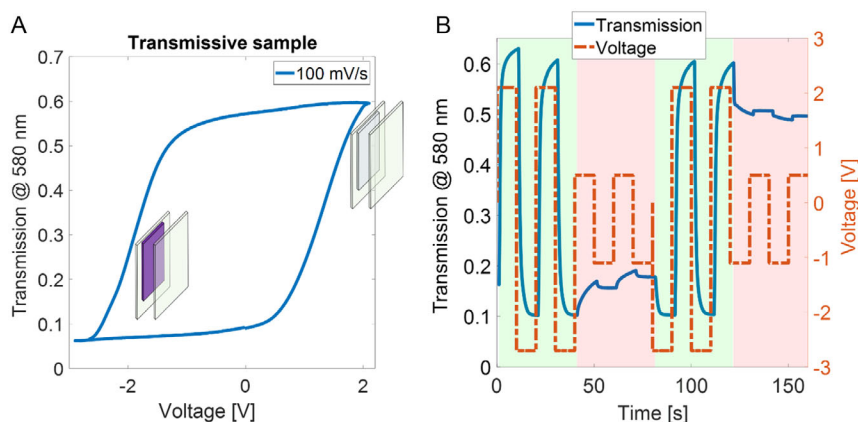 A
Transmissive sample
100 mV/s
Transmission @ 580 nm
0.7
0.6
0.5
0.4
0.3
0.2
0.1
0
-2
0
2
Voltage [V]
B
Transmission
Voltage
Transmission @ 580 nm
0.6
0.5
0.4
0.3
0.2
0.1
0
3
2
1
0
-1
-2
-3
Voltage [V]
0
50
100
150
Time [s]